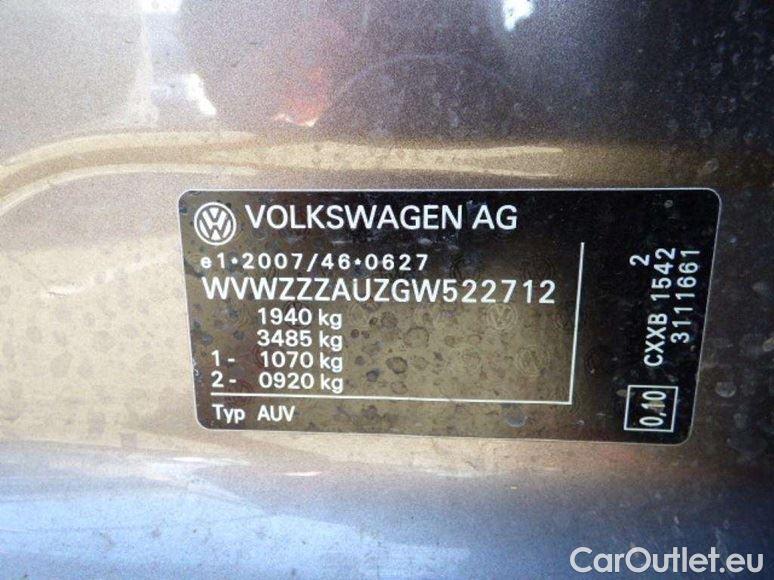 VOLKSWAGEN AG
e1*2007/46*0627
WVWZZZAUZGW522712
1940 kg
3485 kg
1 - 1070 kg
2 - 0920 kg
Typ AUV
2
CXXB 1542
3111661
0,10
CarOutlet.eu